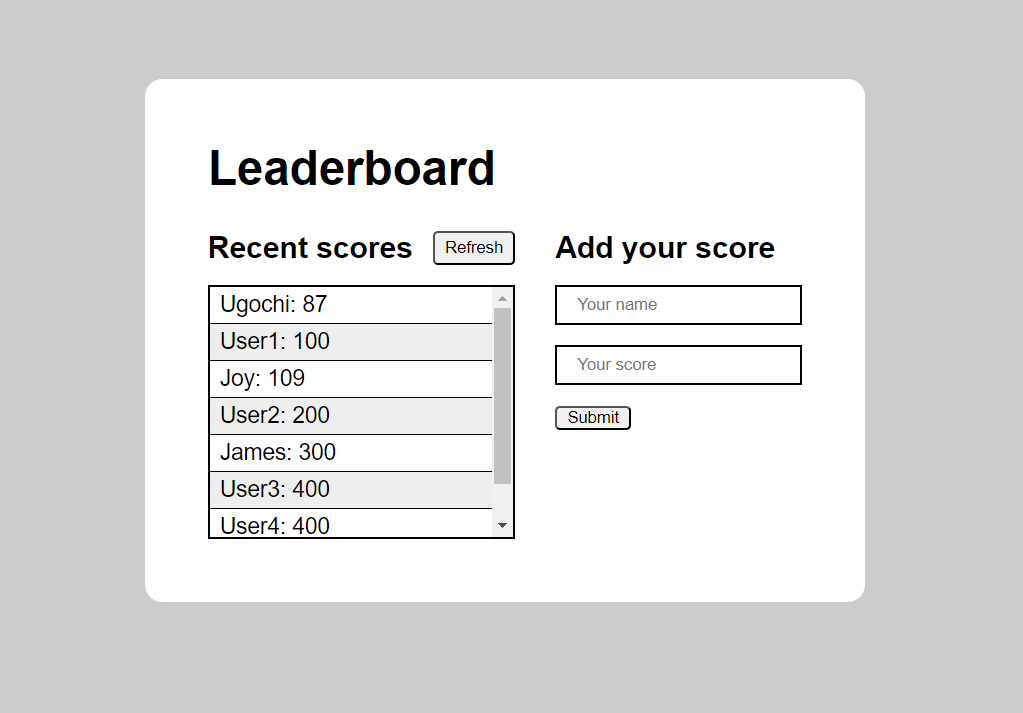 Leaderboard
Recent scores
Refresh
Ugochi: 87
User1: 100
Joy: 109
User2: 200
James: 300
User3: 400
User4: 400
Add your score
Your name
Your score
Submit